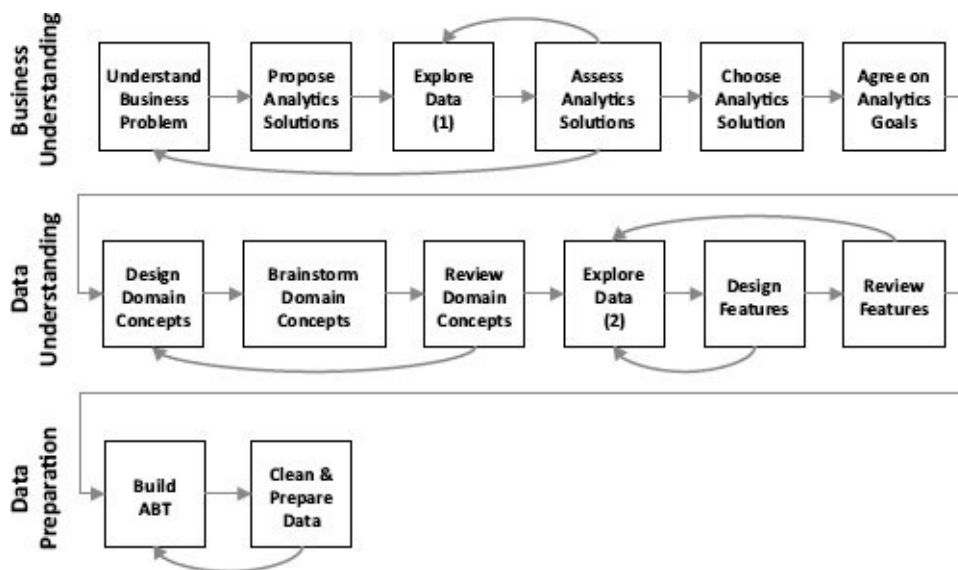 Business
Understanding
Understand
Business
Problem
Propose
Analytics
Solutions
Explore
Data
(1)
Assess
Analytics
Solutions
Choose
Analytics
Solution
Agree on
Analytics
Goals
Data
Understanding
Design
Domain
Concepts
Brainstorm
Domain
Concepts
Review
Domain
Concepts
Explore
Data
(2)
Design
Features
Review
Features
Data
Preparation
Build
ABT
Clean &
Prepare
Data